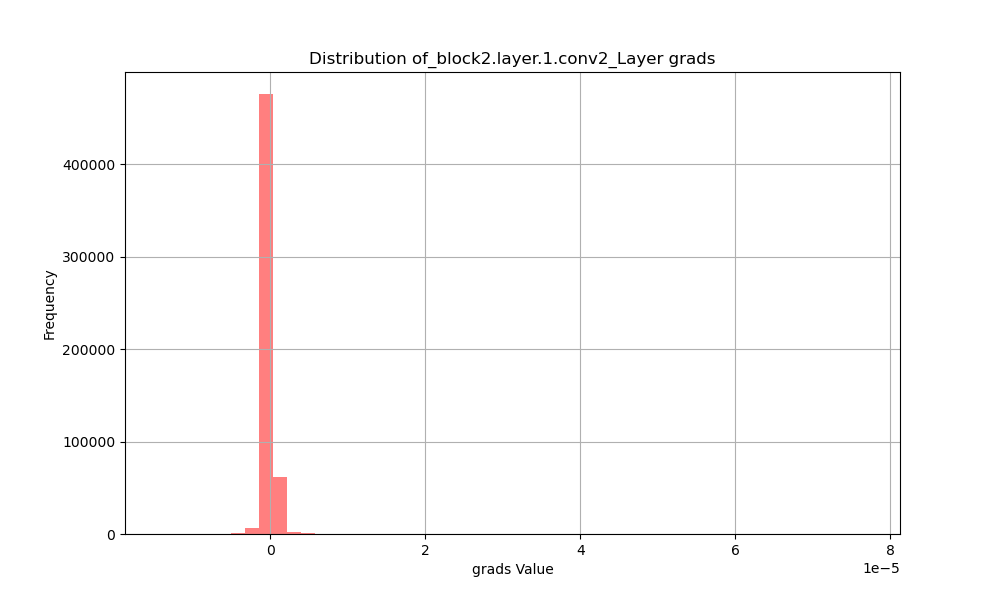 Distribution of_block2.layer.1.conv2_Layer grads
Frequency
400000
300000
200000
100000
0
0 2 4 6 8
1e−5
grads Value